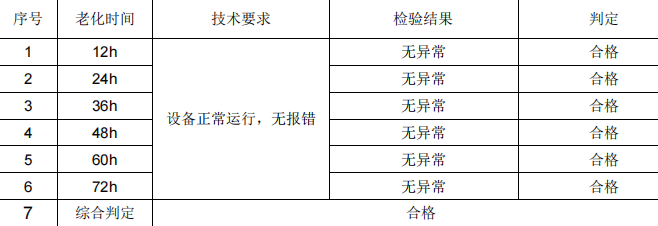 序号 老化时间 技术要求 检验结果 判定
1 12h 无异常 合格
2 24h 无异常 合格
3 36h 无异常 合格
设备正常运行，无报错
4 48h 无异常 合格
5 60h 无异常 合格
6 72h 无异常 合格
7 综合判定 合格